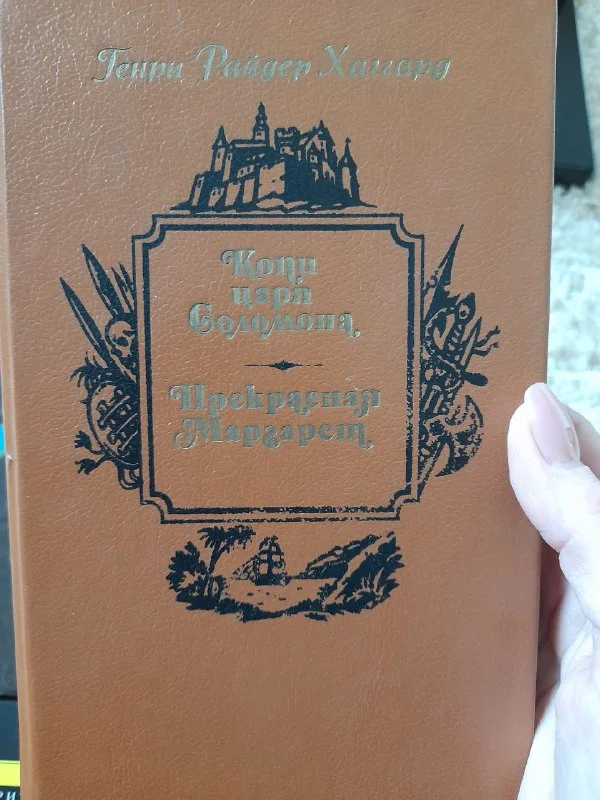 Генри Райдер Хаггард
Копи
царя
Соломона
Прекрасная
Маргарет